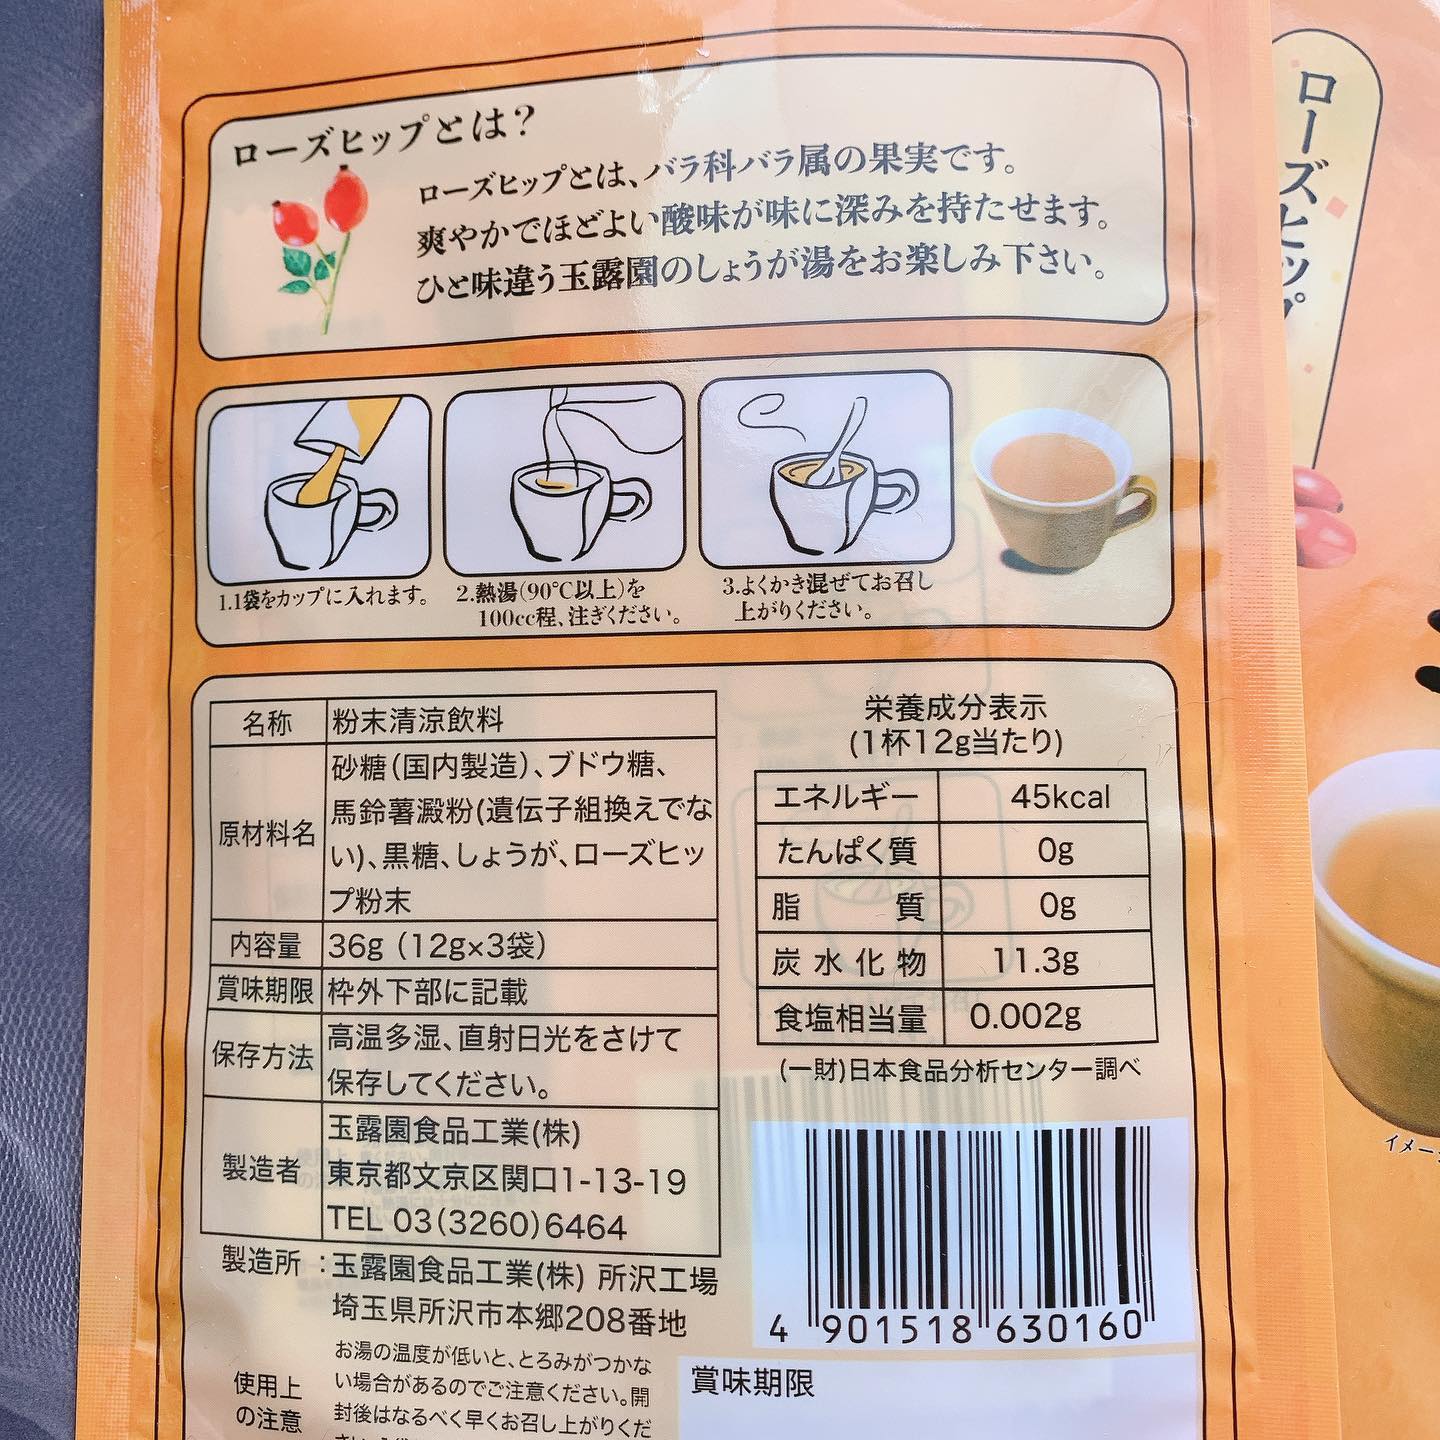 ローズヒップとは?
ローズヒップとは、バラ科バラ属の果実です。
爽やかでほどよい酸味が味に深みを持たせます。
ひと味違う玉露園のしょうが湯をお楽しみ下さい。
1.1袋をカップに入れます。
2.熱湯(90℃以上)を
100cc程、注ぎください。
3.よくかき混ぜてお召し
上がりください。
名称 粉末清涼飲料
原材料名 砂糖(国内製造)、ブドウ糖、
馬鈴薯澱粉(遺伝子組換えでな
い)、黒糖、しょうが、ローズヒッ
プ粉末
内容量 36g (12g×3袋)
賞味期限 枠外下部に記載
保存方法 高温多湿、直射日光をさけて
保存してください。
製造者 玉露園食品工業(株)
東京都文京区関口1-13-19
TEL 03(3260)6464
製造所:玉露園食品工業(株) 所沢工場
埼玉県所沢市本郷208番地
使用上
の注意
お湯の温度が低いと、とろみがつかな
い場合があるのでご注意ください。開
封後はなるべく早くお召し上がりくだ
栄養成分表示
(1杯12g当たり)
エネルギー 45kcal
たんぱく質 0g
脂質 0g
炭水化物 11.3g
食塩相当量 0.002g
(一財)日本食品分析センター調べ
4 901518 630160
賞味期限
ローズヒップ
イメー